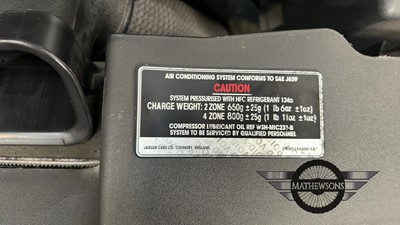 AIR CONDITIONING SYSTEM CONFORMS TO SAE J639
CAUTION
SYSTEM PRESSURISED WITH HFC REFRIGERANT 134a
CHARGE WEIGHT: 2 ZONE 650g ±25g (1 lb 6oz ±1oz)
4 ZONE 800g ±25g (1 lb 11oz ±1oz)
COMPRESSOR LUBRICANT OIL REF WSH-M1C231-B
SYSTEM TO BE SERVICED BY QUALIFIED PERSONNEL
JAGUAR CARS LTD. COVENTRY, ENGLAND.
MATHEWSONS